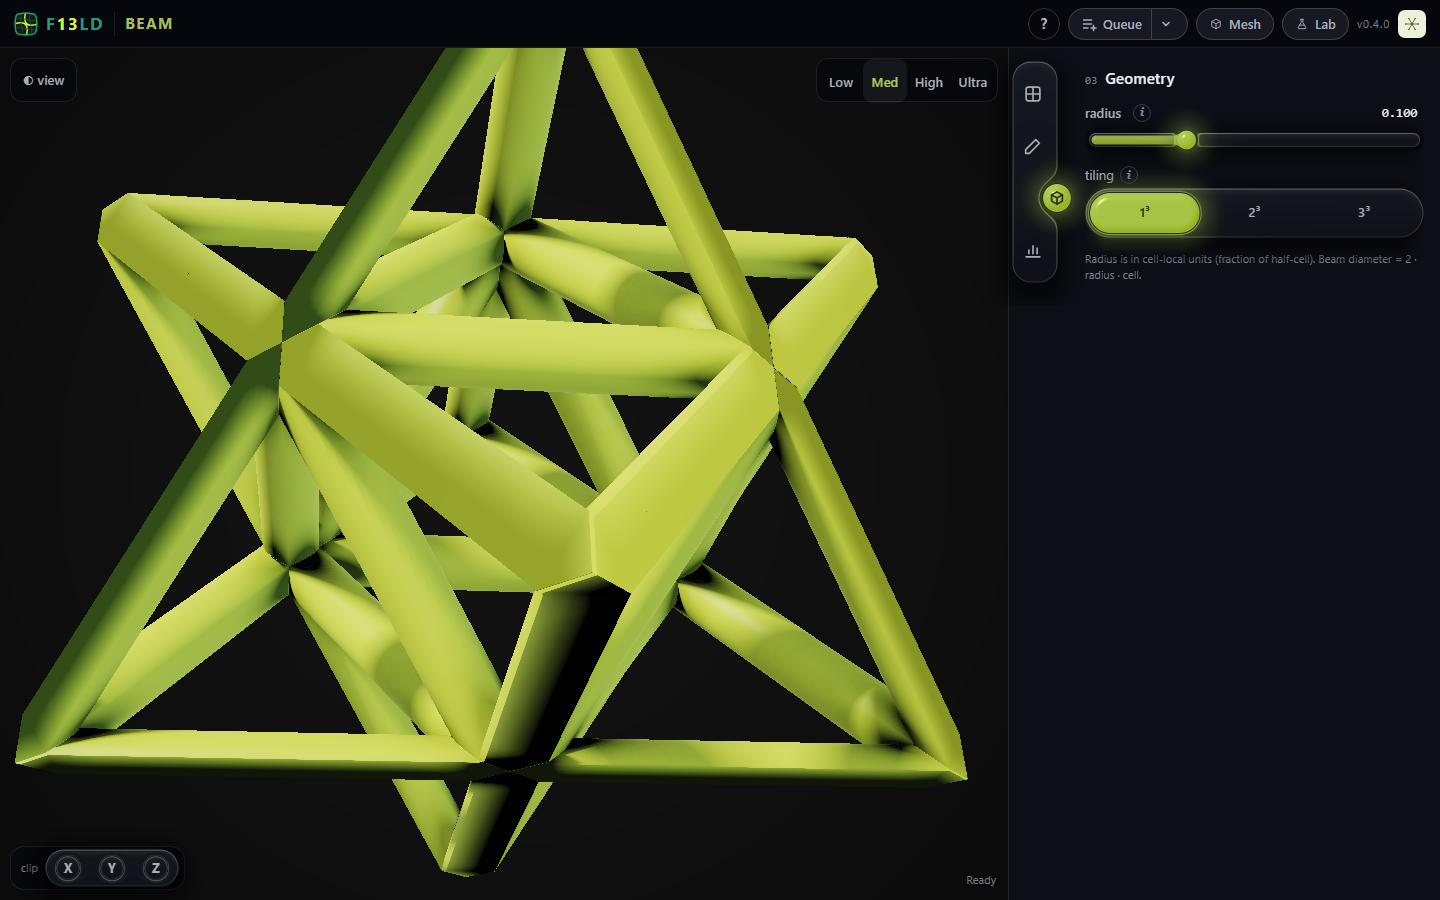 F13LD BEAM
? Queue Mesh Lab v0.4.0
view
Low Med High Ultra
03 Geometry
radius i 0.100
tiling i
1³ 2³ 3³
Radius is in cell-local units (fraction of half-cell). Beam diameter = 2 ·
radius · cell.
clip X Y Z
Ready